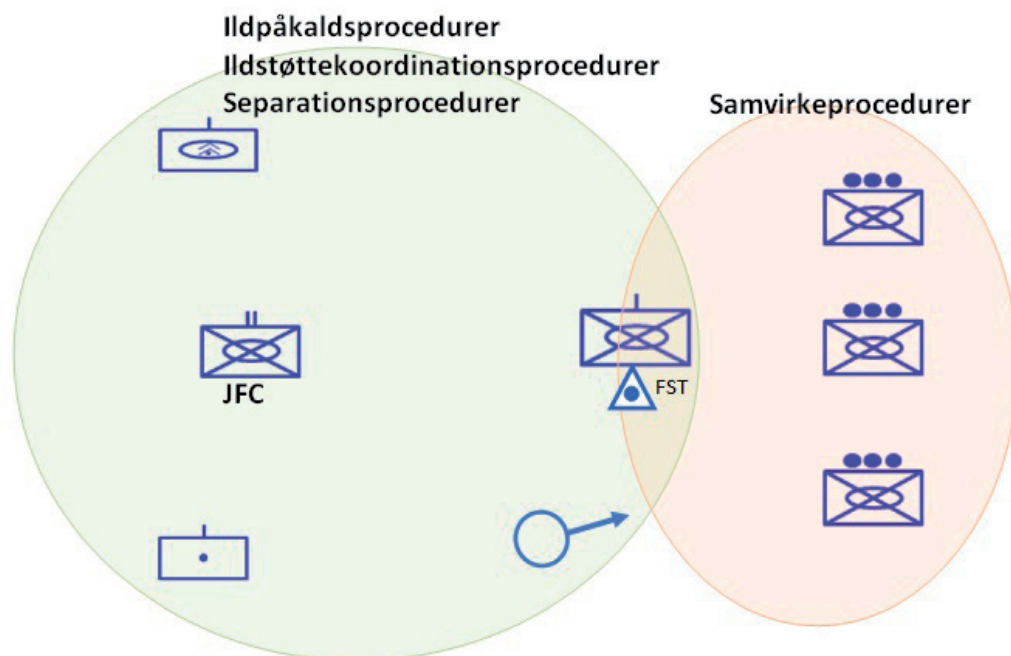 Ildpåkaldsprocedurer
Ildstøttekoordinationsprocedurer
Separationsprocedurer
Samvirkeprocedurer
JFC
FST